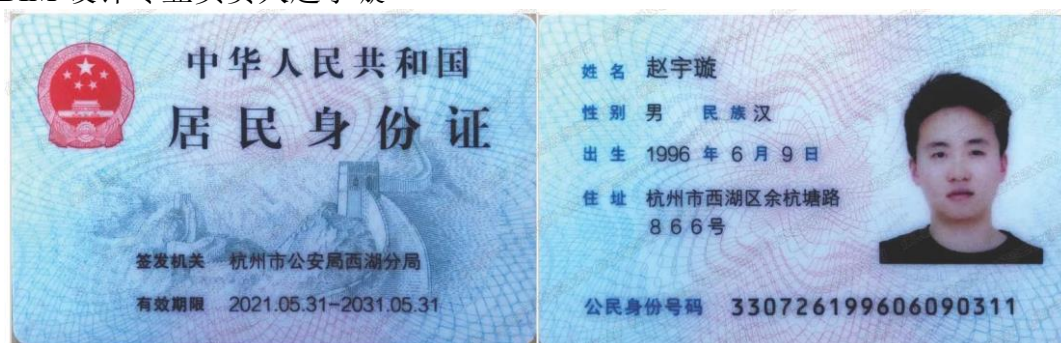 中华人民共和国
居民身份证
签发机关 杭州市公安局西湖分局
有效期限 2021.05.31-2031.05.31
姓名 赵宇璇
性别 男 民族 汉
出生 1996 年 6 月 9 日
住址 杭州市西湖区余杭塘路
866号
公民身份号码 330726199606090311